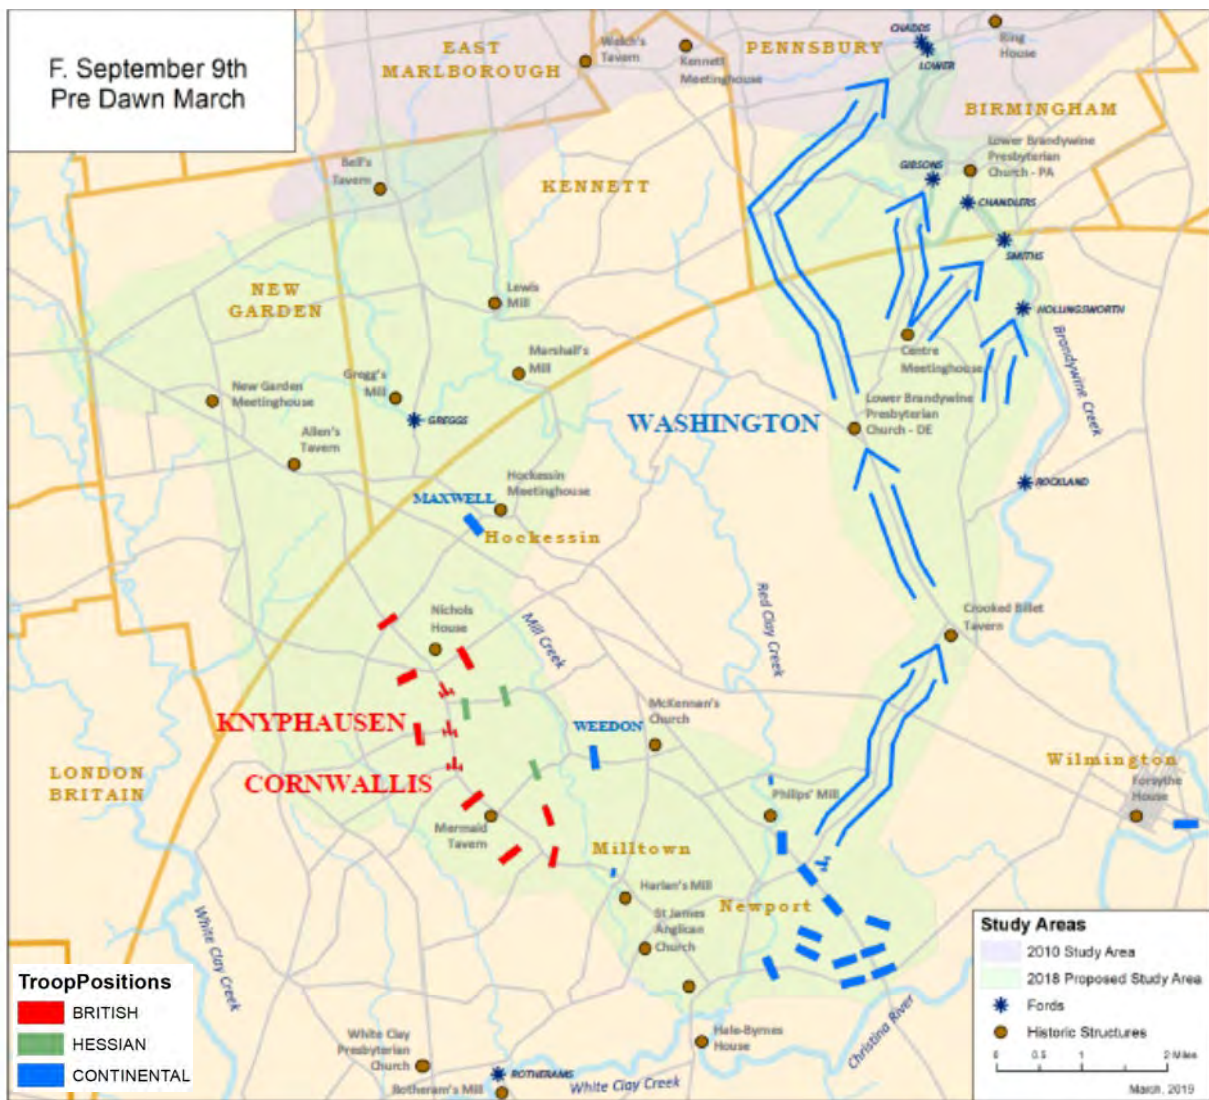 F. September 9th
Pre Dawn March
EAST
MARLBOROUGH
Welch's
Tavern
Kennett
Meetinghouse
PENNSBURY
CHADDS
LOWER
Ring
House
BIRMINGHAM
Lower Brandywine
Presbyterian
Church - PA
GIBSONS
CHANDLERS
SMITHS
Bell's
Tavern
KENNETT
NEW
GARDEN
Lewis
Mill
HOLLINGSWORTH
Brandywine Creek
Centre
Meetinghouse
Marshall's
Mill
Gregg's
Mill
New Garden
Meetinghouse
GREGGS
Allen's
Tavern
WASHINGTON
Lower Brandywine
Presbyterian
Church - DE
ROCKLAND
Hockessin
Meetinghouse
MAXWELL
Hockessin
Nichols
House
Mill Creek
Red Clay Creek
Crooked Billet
Tavern
KNYPHAUSEN
CORNWALLIS
WEEDON
McKennan's
Church
LONDON
BRITAIN
Wilmington
Forsythe
House
Philips' Mill
Mermaid
Tavern
Milltown
Harlan's Mill
Newport
St James
Anglican
Church
White Clay Creek
Hale-Byrnes
House
Christina River
White Clay
Presbyterian
Church
ROTHERAMS
Rotheram's Mill
White Clay Creek
TroopPositions
BRITISH
HESSIAN
CONTINENTAL
Study Areas
2010 Study Area
2018 Proposed Study Area
Fords
Historic Structures
0 0.5 1 2 Miles
March, 2019